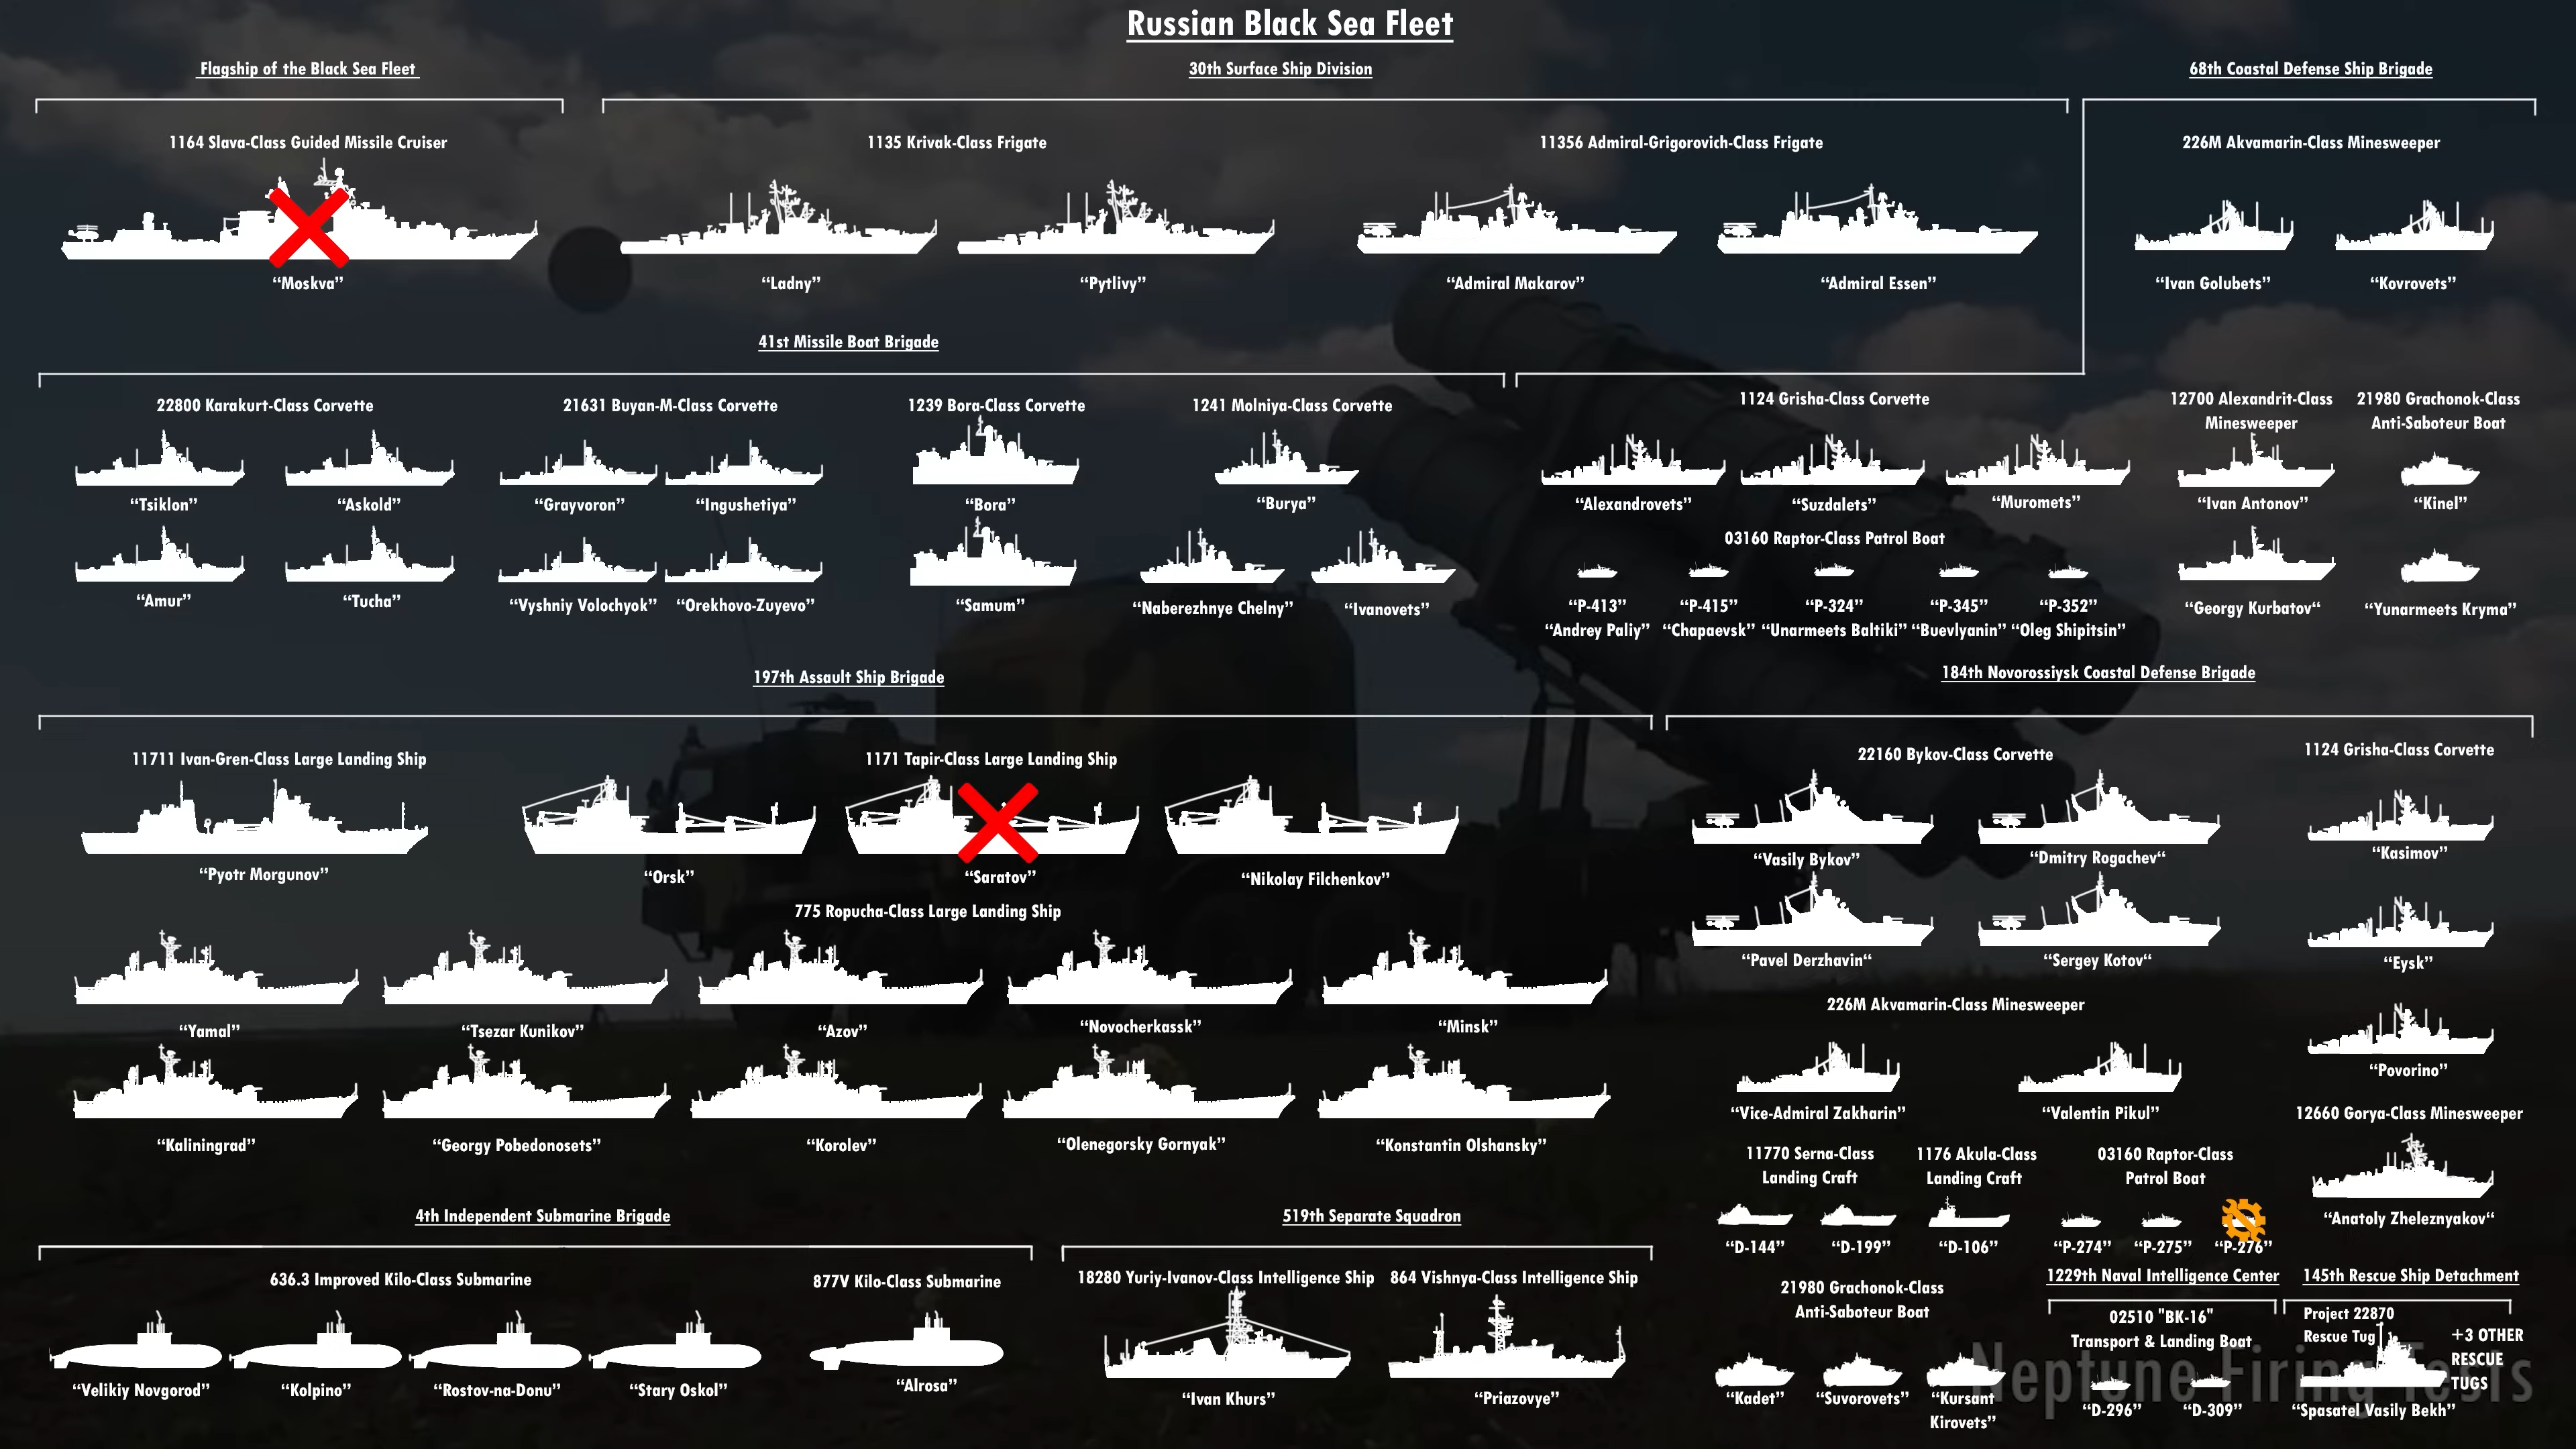 Russian Black Sea Fleet
Flagship of the Black Sea Fleet
1164 Slava-Class Guided Missile Cruiser
“Moskva”
30th Surface Ship Division
1135 Krivak-Class Frigate
“Ladny”
“Pytlivy”
11356 Admiral-Grigorovich-Class Frigate
“Admiral Makarov”
“Admiral Essen”
68th Coastal Defense Ship Brigade
226M Akvamarin-Class Minesweeper
“Ivan Golubets”
“Kovrovets”
1124 Grisha-Class Corvette
“Alexandrovets”
“Suzdalets”
“Muromets”
03160 Raptor-Class Patrol Boat
“P-413”
“Andrey Paliy”
“P-415”
“Chapaevsk”
“P-324”
“Unarmeets Baltiki”
“P-345”
“Buevlyanin”
“P-352”
“Oleg Shipitsin”
12700 Alexandrit-Class
Minesweeper
“Ivan Antonov”
“Georgy Kurbatov“
21980 Grachonok-Class
Anti-Saboteur Boat
“Kinel”
“Yunarmeets Kryma”
41st Missile Boat Brigade
22800 Karakurt-Class Corvette
“Tsiklon”
“Askold”
“Amur”
“Tucha”
21631 Buyan-M-Class Corvette
“Grayvoron”
“Ingushetiya”
“Vyshniy Volochyok”
“Orekhovo-Zuyevo”
1239 Bora-Class Corvette
“Bora”
“Samum”
1241 Molniya-Class Corvette
“Burya”
“Naberezhnye Chelny”
“Ivanovets”
197th Assault Ship Brigade
11711 Ivan-Gren-Class Large Landing Ship
“Pyotr Morgunov”
1171 Tapir-Class Large Landing Ship
“Orsk”
“Saratov”
“Nikolay Filchenkov”
775 Ropucha-Class Large Landing Ship
“Yamal”
“Tsezar Kunikov”
“Azov”
“Novocherkassk”
“Minsk”
“Kaliningrad”
“Georgy Pobedonosets”
“Korolev”
“Olenegorsky Gornyak”
“Konstantin Olshansky”
184th Novorossiysk Coastal Defense Brigade
22160 Bykov-Class Corvette
“Vasily Bykov”
“Dmitry Rogachev“
“Pavel Derzhavin“
“Sergey Kotov“
1124 Grisha-Class Corvette
“Kasimov”
“Eysk”
“Povorino”
226M Akvamarin-Class Minesweeper
“Vice-Admiral Zakharin”
“Valentin Pikul”
12660 Gorya-Class Minesweeper
“Anatoly Zheleznyakov“
11770 Serna-Class
Landing Craft
“D-144”
“D-199”
1176 Akula-Class
Landing Craft
“D-106”
03160 Raptor-Class
Patrol Boat
“P-274”
“P-275”
“P-276”
21980 Grachonok-Class
Anti-Saboteur Boat
“Kadet”
“Suvorovets”
“Kursant
Kirovets”
4th Independent Submarine Brigade
636.3 Improved Kilo-Class Submarine
“Velikiy Novgorod”
“Kolpino”
“Rostov-na-Donu”
“Stary Oskol”
877V Kilo-Class Submarine
“Alrosa”
519th Separate Squadron
18280 Yuriy-Ivanov-Class Intelligence Ship
“Ivan Khurs”
864 Vishnya-Class Intelligence Ship
“Priazovye”
1229th Naval Intelligence Center
02510 "BK-16"
Transport & Landing Boat
“D-296”
“D-309”
145th Rescue Ship Detachment
Project 22870
Rescue Tug
“Spasatel Vasily Bekh”
+3 OTHER
RESCUE
TUGS
Neptune Firing Tests